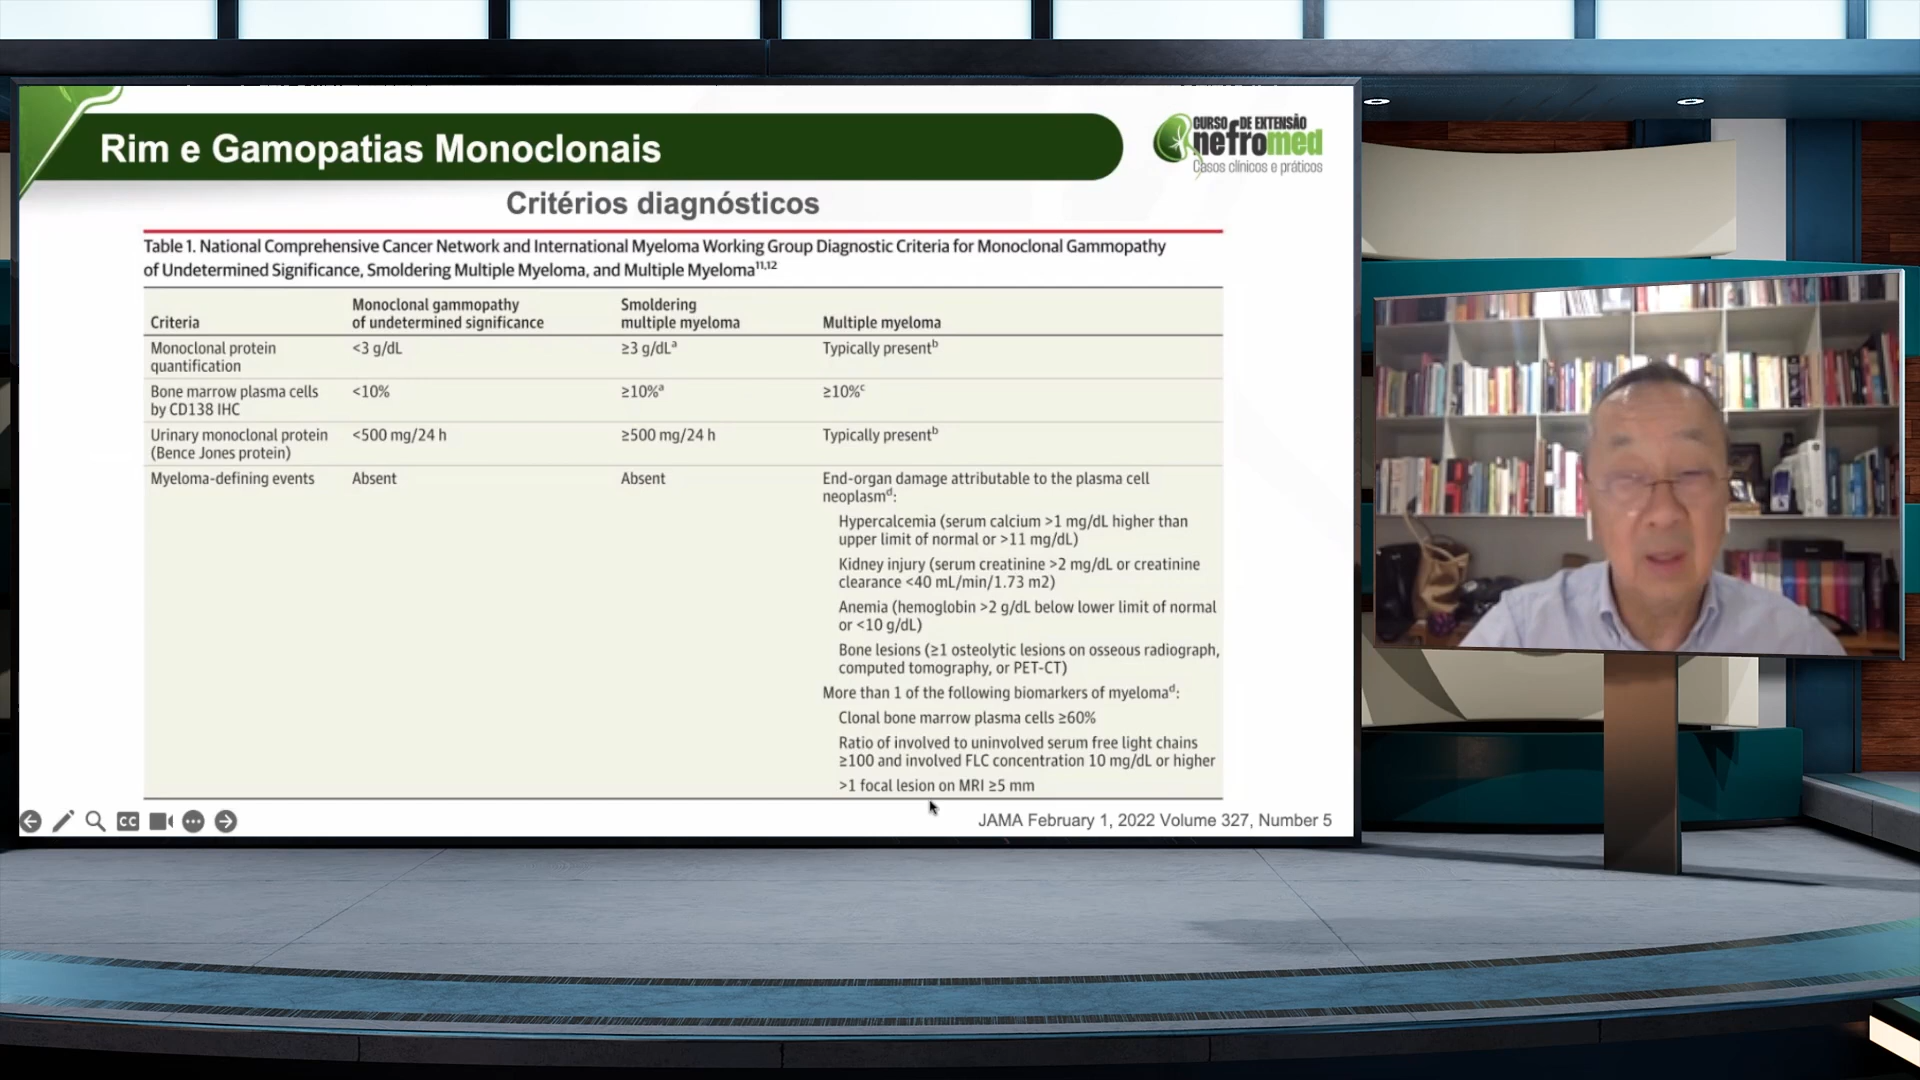 Rim e Gamopatias Monoclonais
CURSO DE EXTENSÃO
nefromed
Casos clínicos e práticos
Critérios diagnósticos
Table 1. National Comprehensive Cancer Network and International Myeloma Working Group Diagnostic Criteria for Monoclonal Gammopathy
of Undetermined Significance, Smoldering Multiple Myeloma, and Multiple Myeloma11,12
Criteria
Monoclonal gammopathy
of undetermined significance
Smoldering
multiple myeloma
Multiple myeloma
Monoclonal protein
quantification
<3 g/dL
≥3 g/dLa
Typically presentb
Bone marrow plasma cells
by CD138 IHC
<10%
≥10%a
≥10%c
Urinary monoclonal protein
(Bence Jones protein)
<500 mg/24 h
≥500 mg/24 h
Typically presentb
Myeloma-defining events
Absent
Absent
End-organ damage attributable to the plasma cell
neoplasmd:
Hypercalcemia (serum calcium >1 mg/dL higher than
upper limit of normal or >11 mg/dL)
Kidney injury (serum creatinine >2 mg/dL or creatinine
clearance <40 mL/min/1.73 m2)
Anemia (hemoglobin >2 g/dL below lower limit of normal
or <10 g/dL)
Bone lesions (≥1 osteolytic lesions on osseous radiograph,
computed tomography, or PET-CT)
More than 1 of the following biomarkers of myelomad:
Clonal bone marrow plasma cells ≥60%
Ratio of involved to uninvolved serum free light chains
≥100 and involved FLC concentration 10 mg/dL or higher
>1 focal lesion on MRI ≥5 mm
CC
JAMA February 1, 2022 Volume 327, Number 5